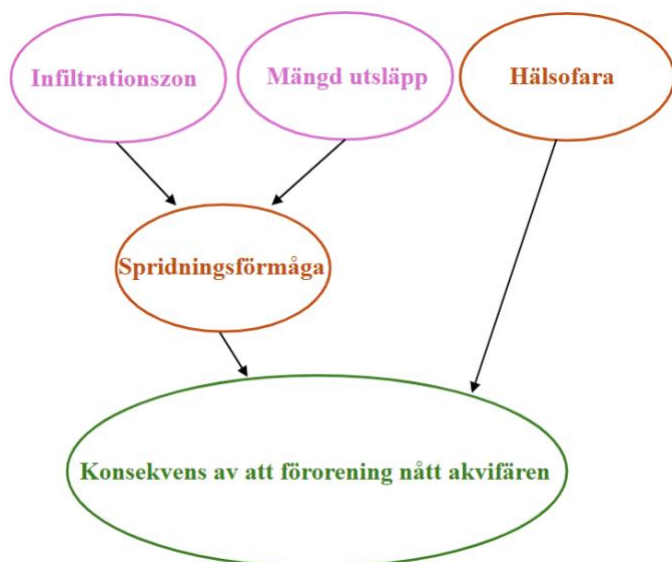 Infiltrationszon
Mängd utsläpp
Hälsofara
Spridningsförmåga
Konsekvens av att förorening nått akvifären